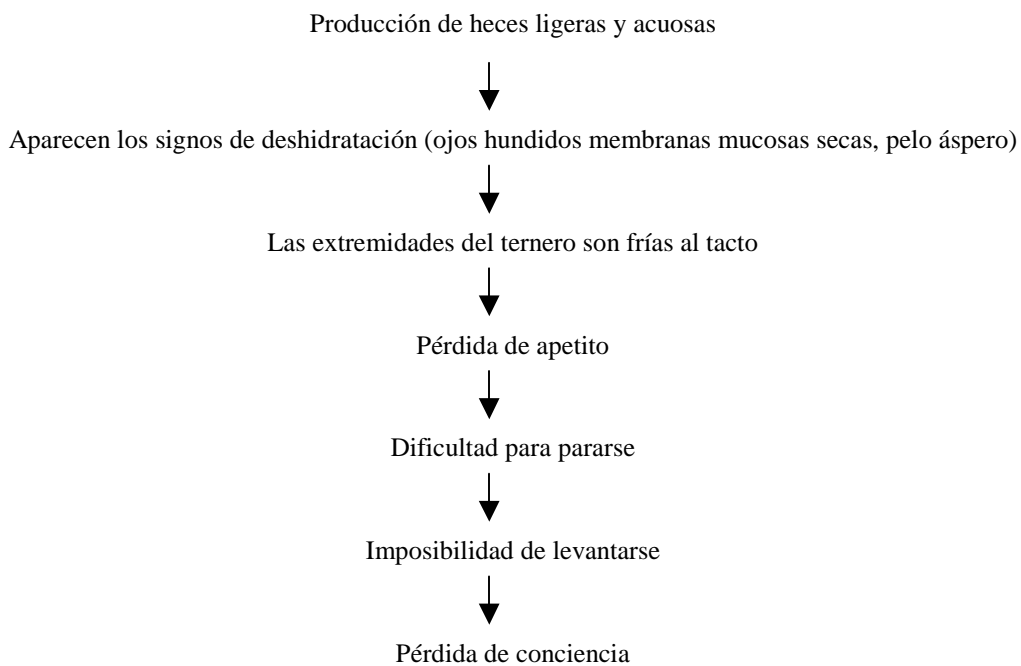 Producción de heces ligeras y acuosas
Aparecen los signos de deshidratación (ojos hundidos membranas mucosas secas, pelo áspero)
Las extremidades del ternero son frías al tacto
Pérdida de apetito
Dificultad para pararse
Imposibilidad de levantarse
Pérdida de conciencia